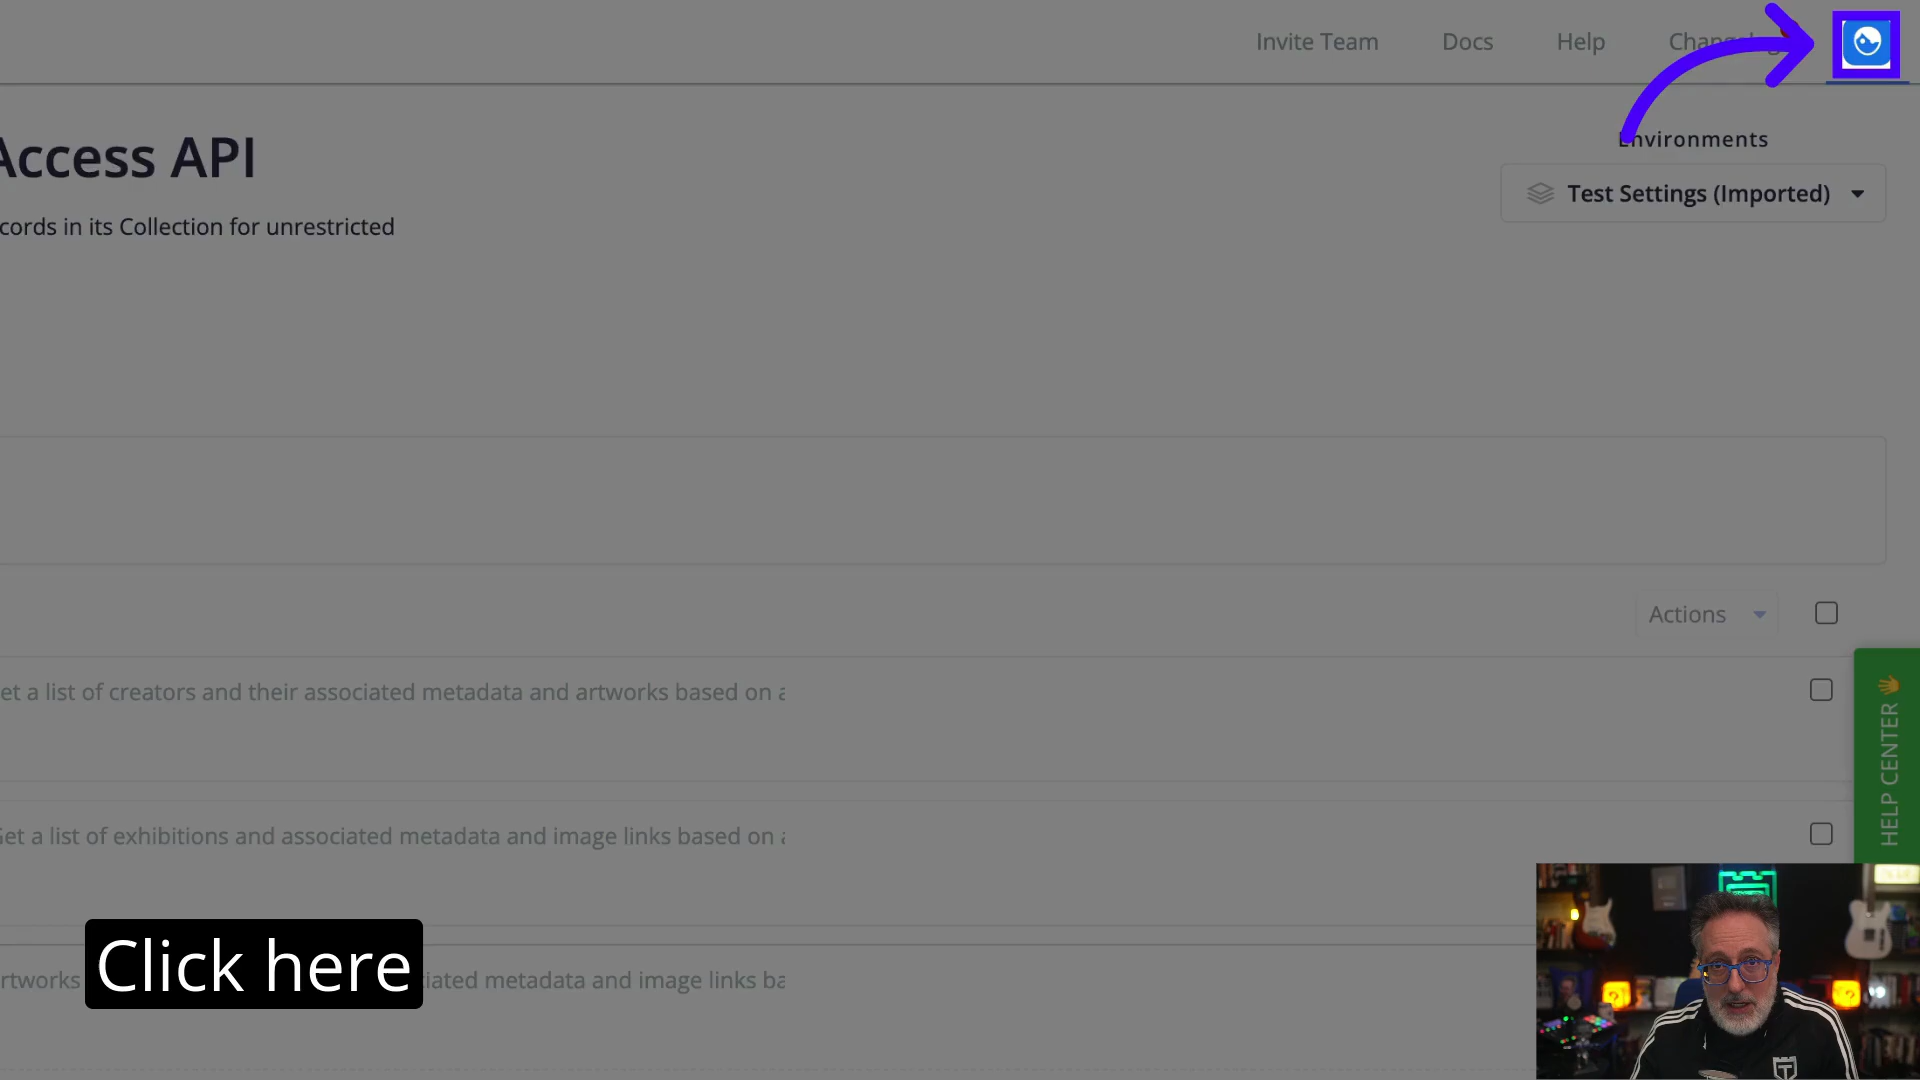 Invite Team
Docs
Help
Access API
Environments
Test Settings (Imported)
cords in its Collection for unrestricted
Actions
et a list of creators and their associated metadata and artworks based on a
Get a list of exhibitions and associated metadata and image links based on a
HELP CENTER
Click here
rtworks
iated metadata and image links ba